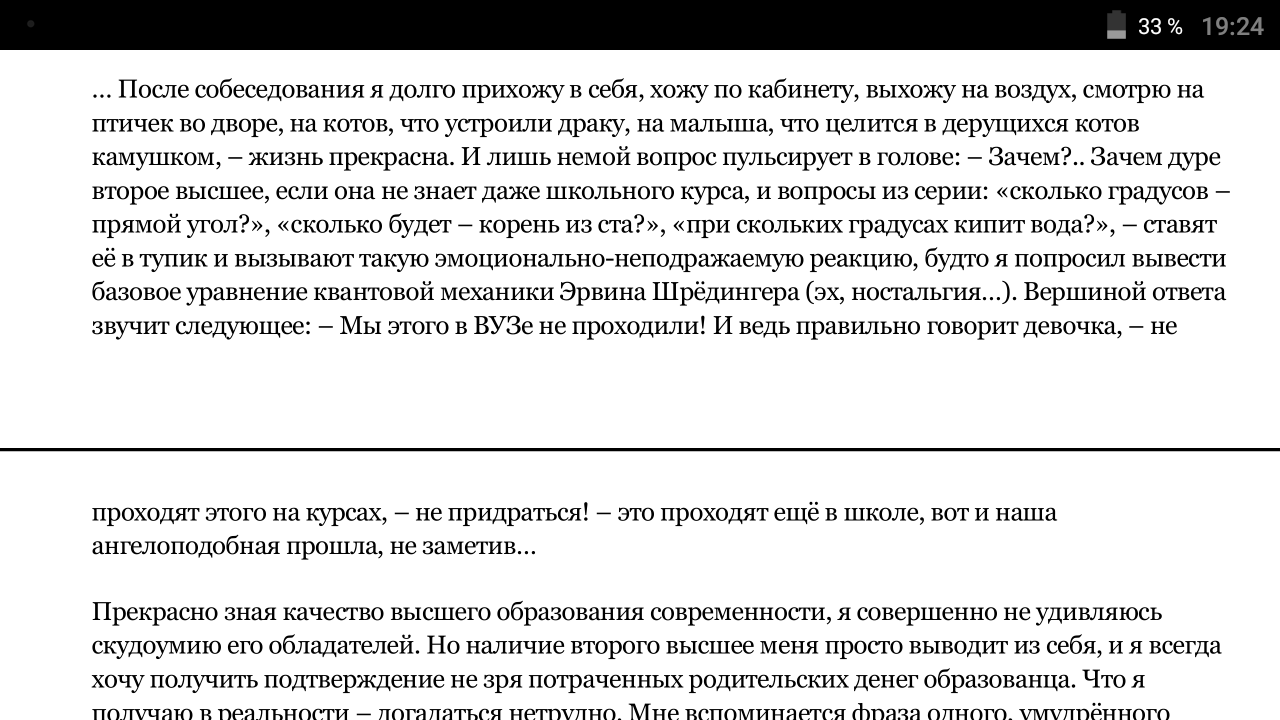 33 % 19:24
... После собеседования я долго прихожу в себя, хожу по кабинету, выхожу на воздух, смотрю на
птичек во дворе, на котов, что устроили драку, на малыша, что целится в дерущихся котов
камушком, – жизнь прекрасна. И лишь немой вопрос пульсирует в голове: – Зачем?.. Зачем дуре
второе высшее, если она не знает даже школьного курса, и вопросы из серии: «сколько градусов –
прямой угол?», «сколько будет – корень из ста?», «при скольких градусах кипит вода?», – ставят
её в тупик и вызывают такую эмоционально-неподражаемую реакцию, будто я попросил вывести
базовое уравнение квантовой механики Эрвина Шрёдингера (эх, ностальгия...). Вершиной ответа
звучит следующее: – Мы этого в ВУЗе не проходили! И ведь правильно говорит девочка, – не
проходят этого на курсах, – не придраться! – это проходят ещё в школе, вот и наша
ангелоподобная прошла, не заметив...
Прекрасно зная качество высшего образования современности, я совершенно не удивляюсь
скудоумию его обладателей. Но наличие второго высшее меня просто выводит из себя, и я всегда
хочу получить подтверждение не зря потраченных родительских денег образованца. Что я
получаю в реальности – догадаться нетрудно. Мне вспоминается фраза одного, умудрённого